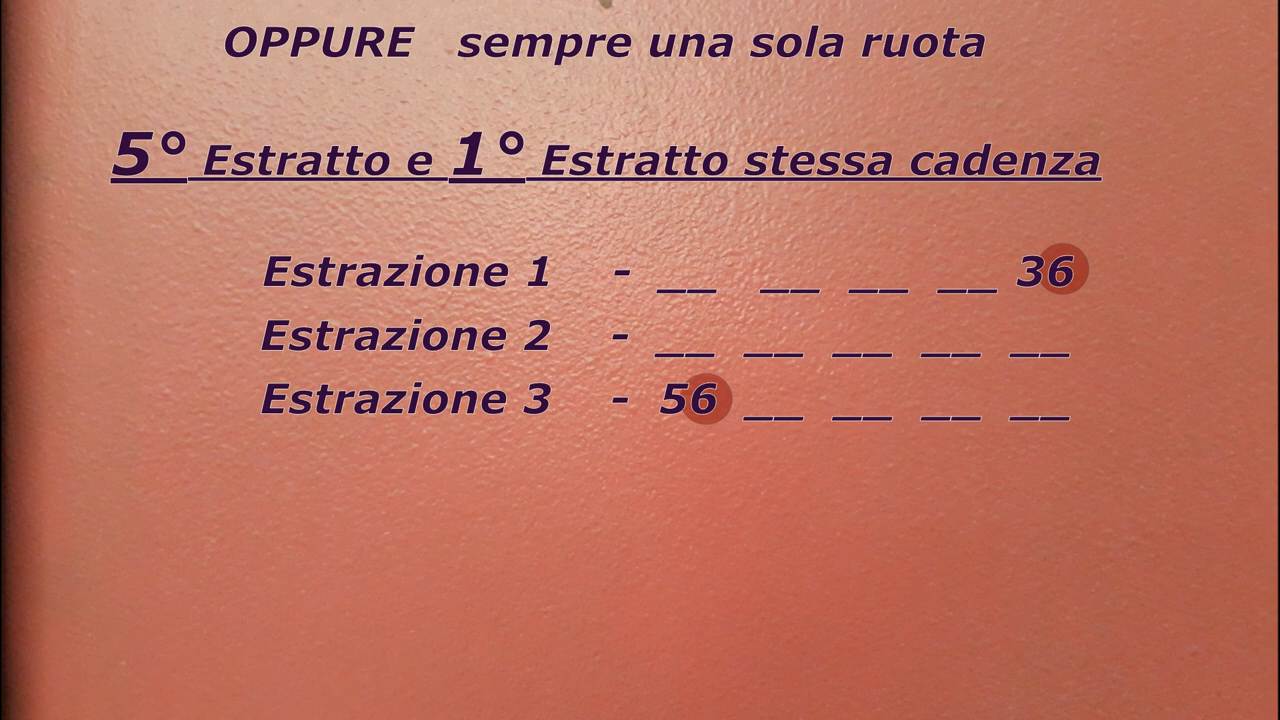 OPPURE sempre una sola ruota
5° Estratto e 1° Estratto stessa cadenza
Estrazione 1 - __ __ __ __ 36
Estrazione 2 - __ __ __ __ __
Estrazione 3 - 56 __ __ __ __